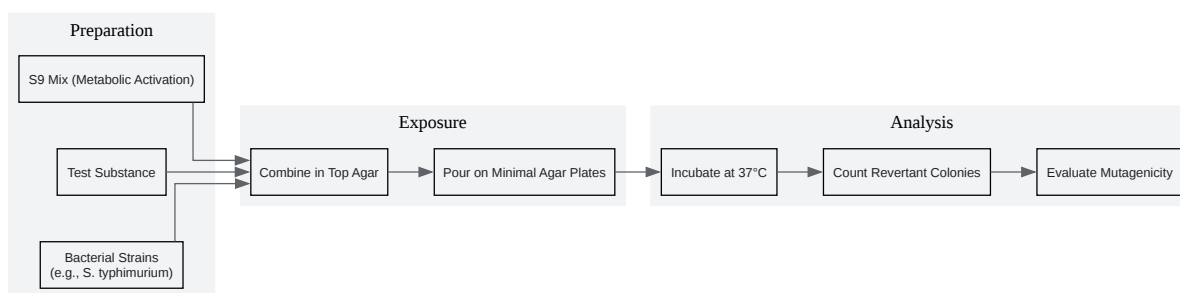 Preparation
S9 Mix (Metabolic Activation)
Test Substance
Bacterial Strains
(e.g., S. typhimurium)
Exposure
Combine in Top Agar
Pour on Minimal Agar Plates
Analysis
Incubate at 37°C
Count Revertant Colonies
Evaluate Mutagenicity